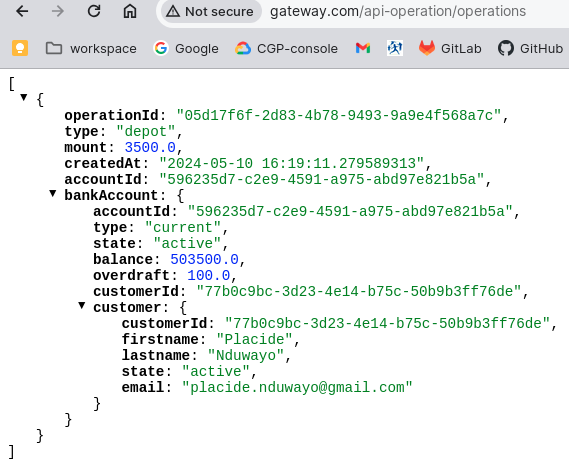 Not secure gateway.com/api-operation/operations
workspace Google CGP-console GitLab GitHub
[
{
operationId: "05d17f6f-2d83-4b78-9493-9a9e4f568a7c",
type: "depot",
mount: 3500.0,
createdAt: "2024-05-10 16:19:11.279589313",
accountId: "596235d7-c2e9-4591-a975-abd97e821b5a",
bankAccount: {
accountId: "596235d7-c2e9-4591-a975-abd97e821b5a",
type: "current",
state: "active",
balance: 503500.0,
overdraft: 100.0,
customerId: "77b0c9bc-3d23-4e14-b75c-50b9b3ff76de",
customer: {
customerId: "77b0c9bc-3d23-4e14-b75c-50b9b3ff76de",
firstname: "Placide",
lastname: "Nduwayo",
state: "active",
email: "placide.nduwayo@gmail.com"
}
}
}
]